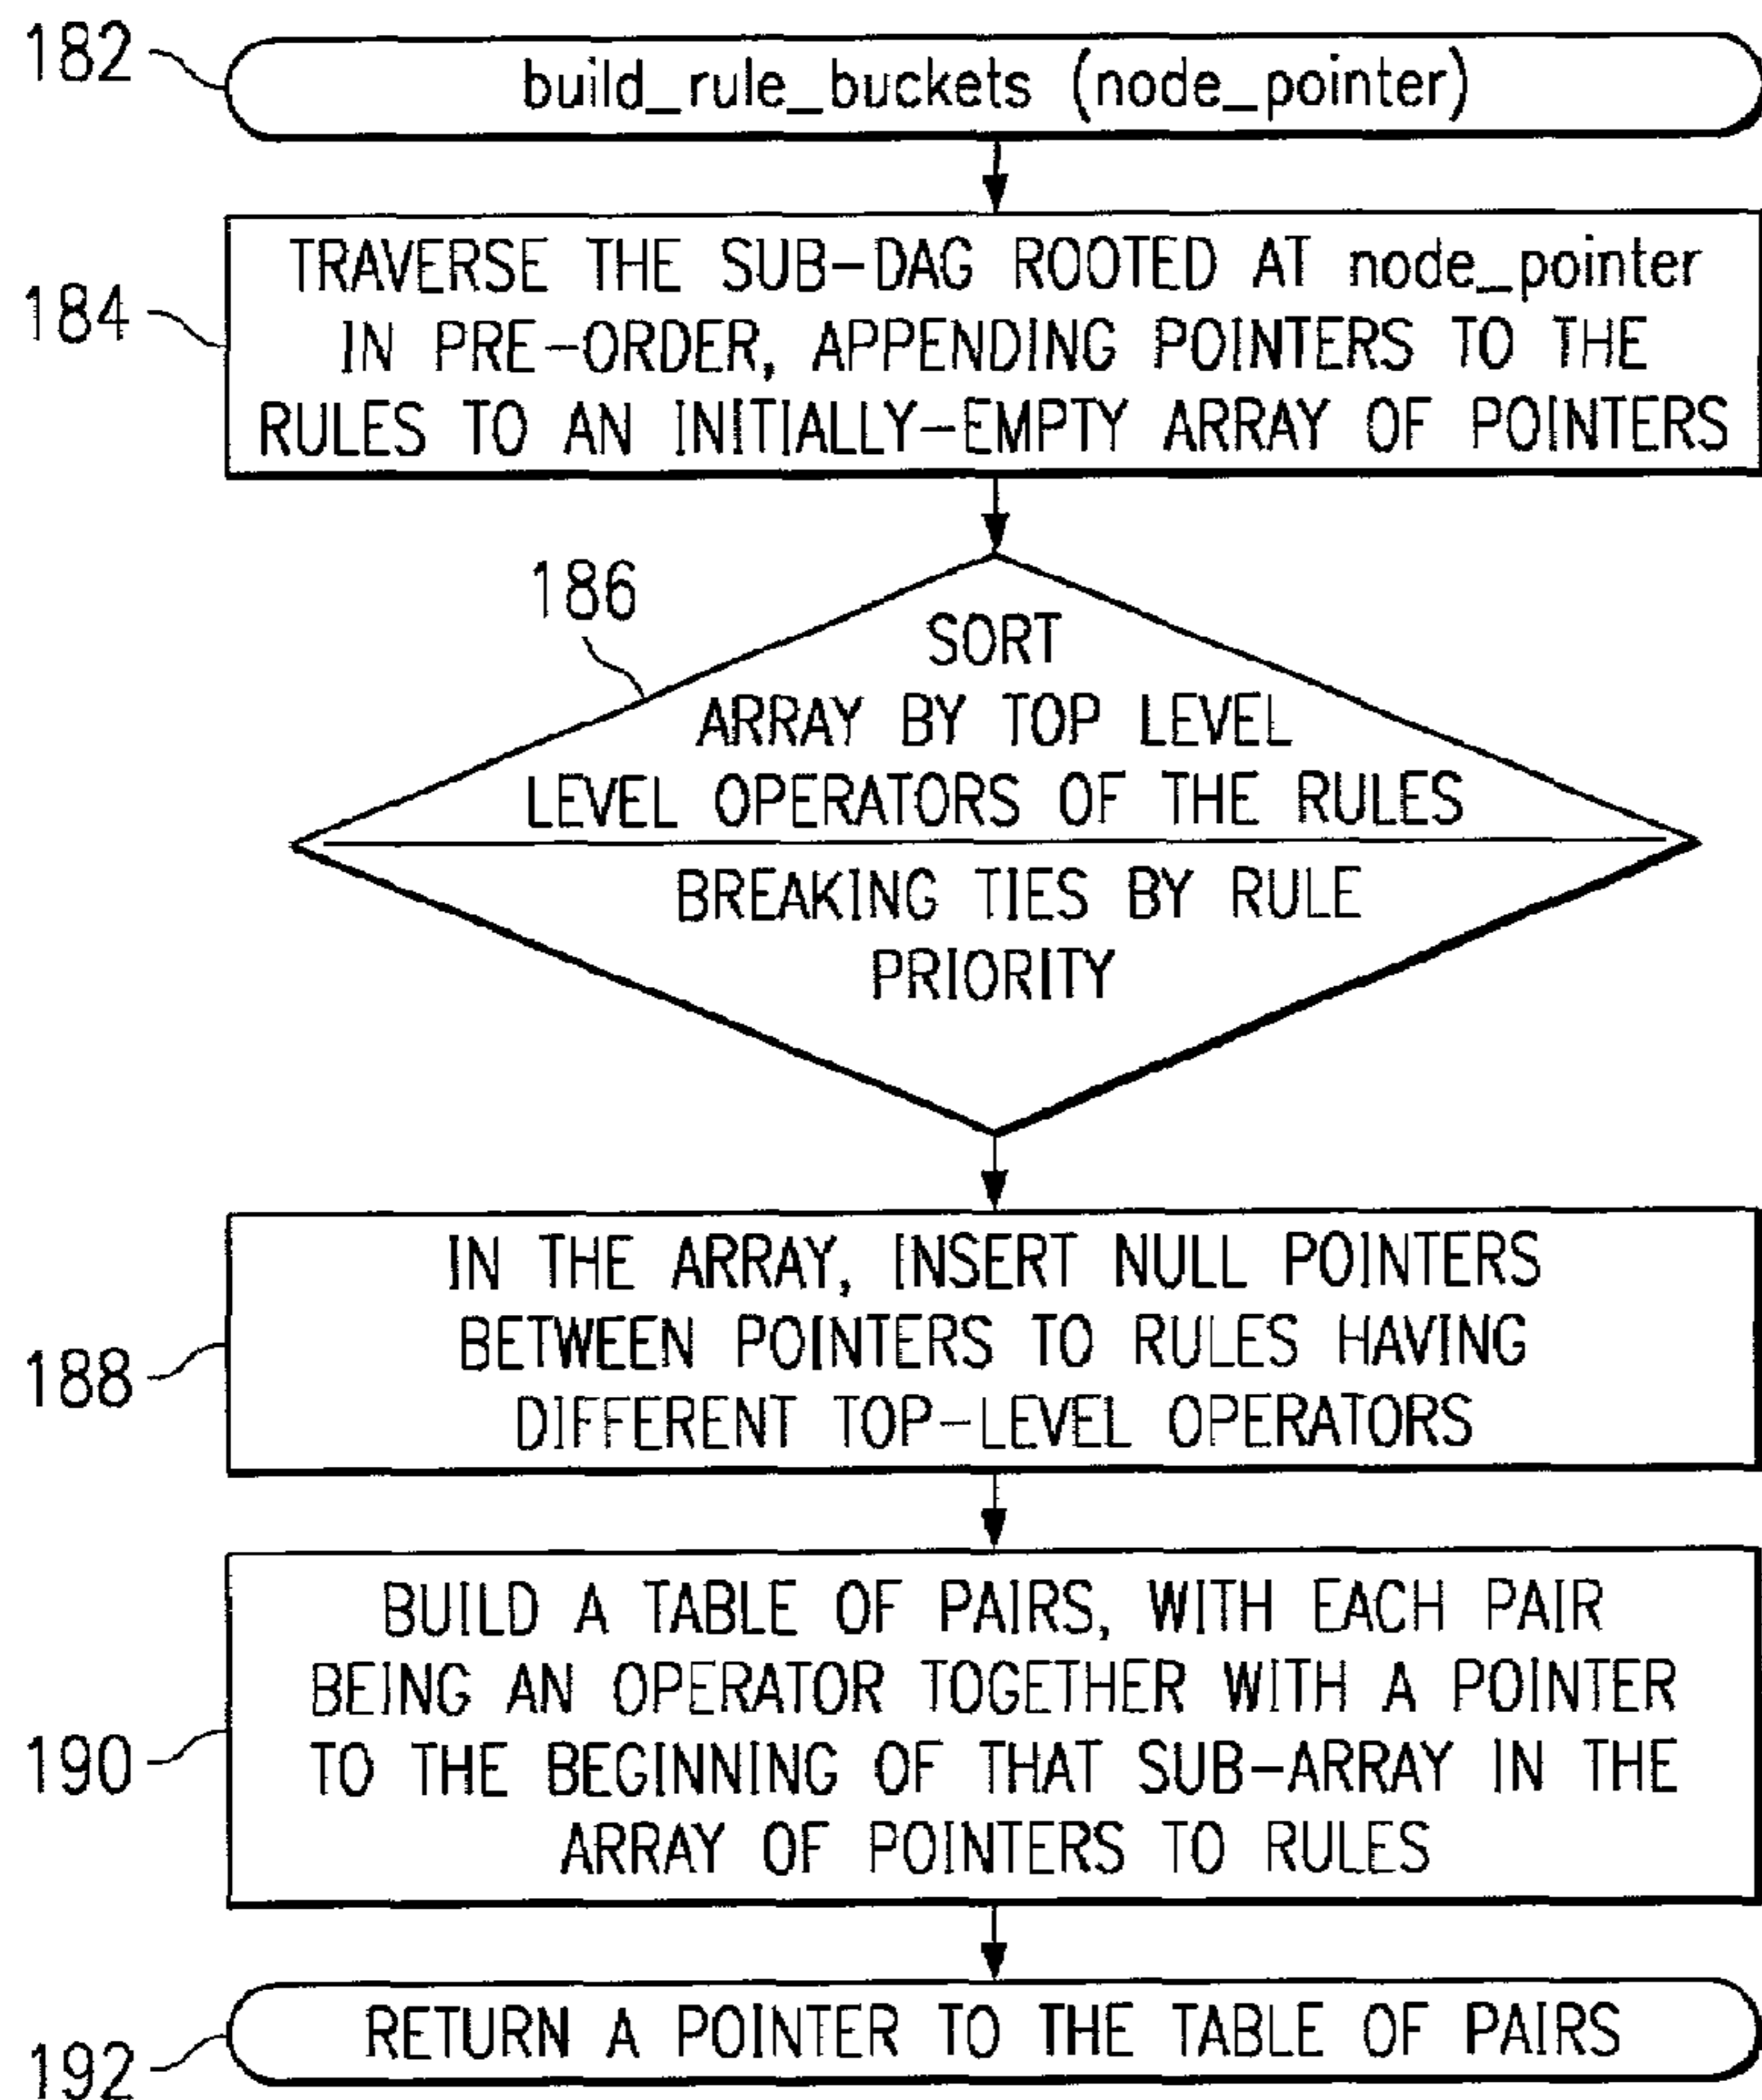 182
build_rule_buckets (node_pointer)
184
TRAVERSE THE SUB-DAG ROOTED AT node_pointer
IN PRE-ORDER, APPENDING POINTERS TO THE
RULES TO AN INITIALLY-EMPTY ARRAY OF POINTERS
186
SORT
ARRAY BY TOP LEVEL
LEVEL OPERATORS OF THE RULES
BREAKING TIES BY RULE
PRIORITY
188
IN THE ARRAY, INSERT NULL POINTERS
BETWEEN POINTERS TO RULES HAVING
DIFFERENT TOP-LEVEL OPERATORS
190
BUILD A TABLE OF PAIRS, WITH EACH PAIR
BEING AN OPERATOR TOGETHER WITH A POINTER
TO THE BEGINNING OF THAT SUB-ARRAY IN THE
ARRAY OF POINTERS TO RULES
192
RETURN A POINTER TO THE TABLE OF PAIRS